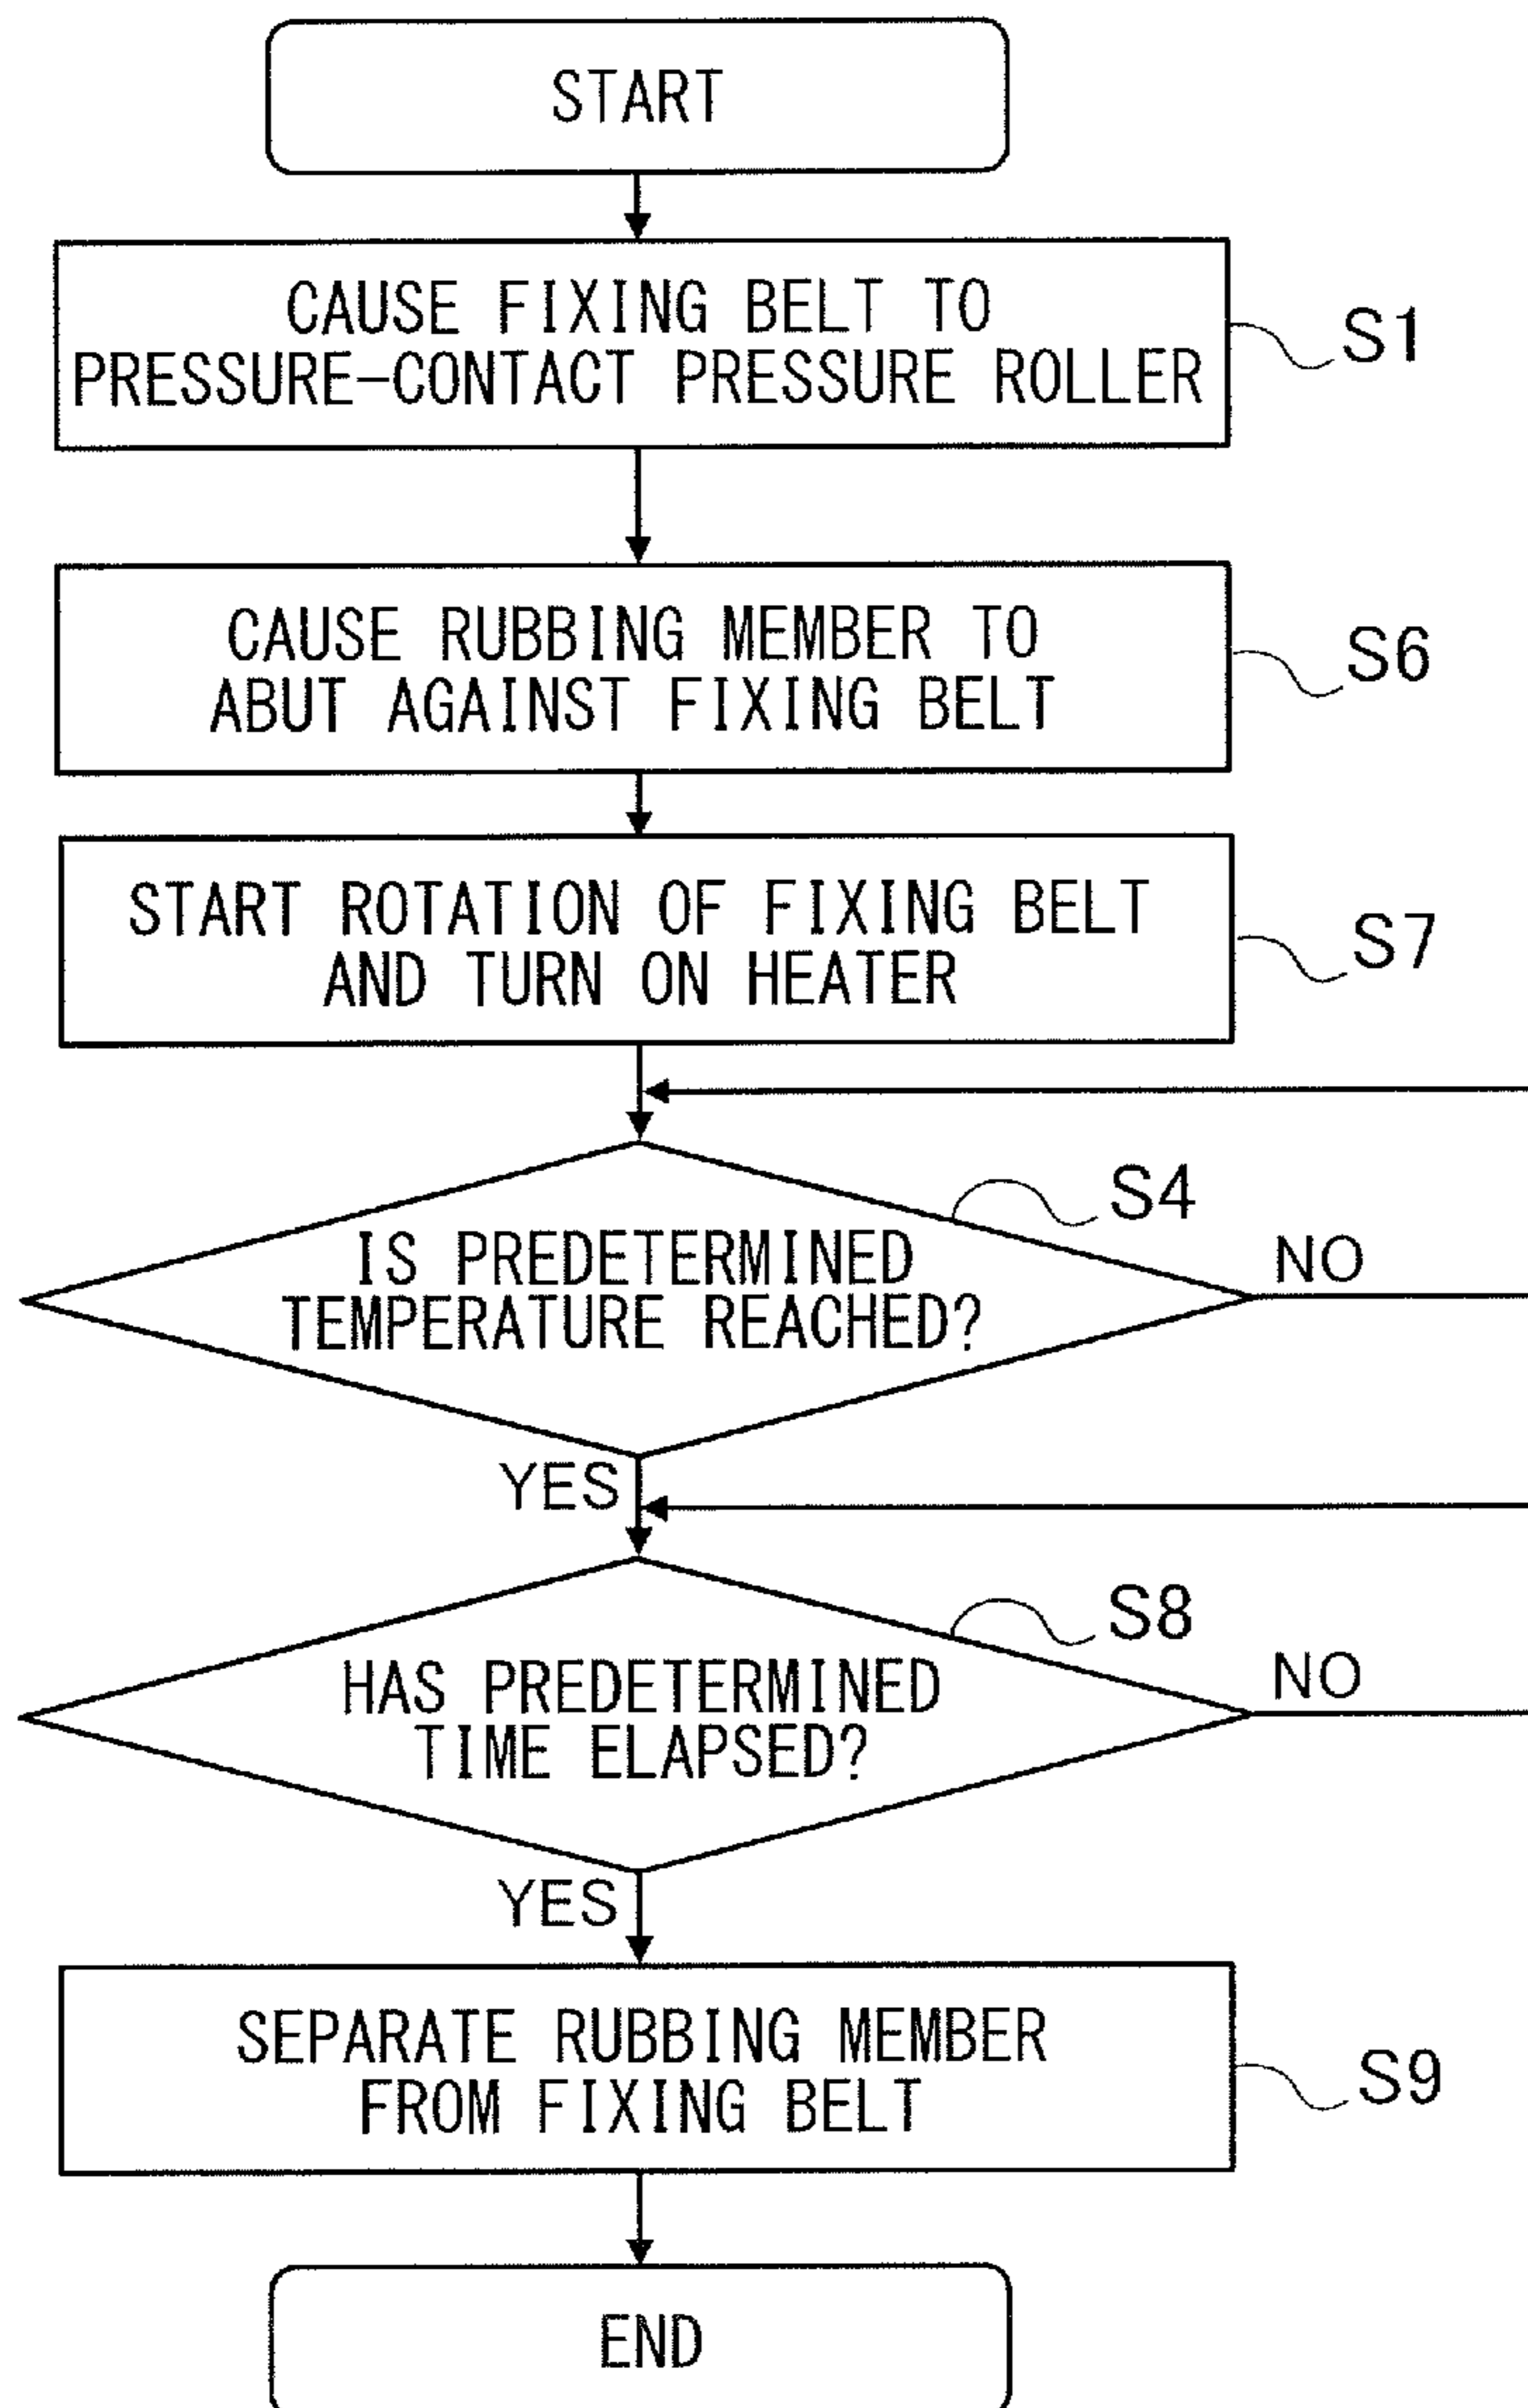 START
CAUSE FIXING BELT TO
PRESSURE-CONTACT PRESSURE ROLLER
S1
CAUSE RUBBING MEMBER TO
ABUT AGAINST FIXING BELT
S6
START ROTATION OF FIXING BELT
AND TURN ON HEATER
S7
S4
IS PREDETERMINED
TEMPERATURE REACHED?
NO
YES
S8
HAS PREDETERMINED
TIME ELAPSED?
NO
YES
SEPARATE RUBBING MEMBER
FROM FIXING BELT
S9
END